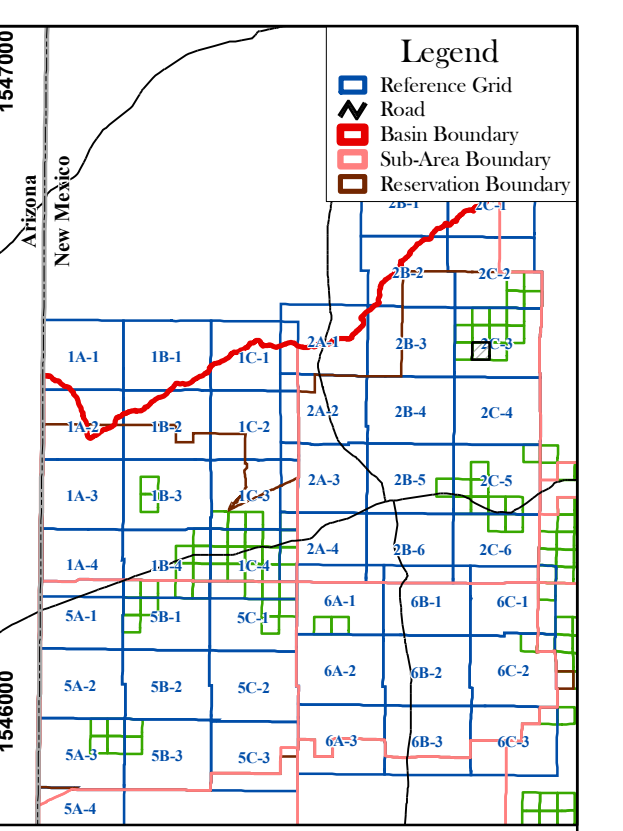 1547000
Legend
Reference Grid
Road
Basin Boundary
Sub-Area Boundary
Reservation Boundary
Arizona
New Mexico
2B-1 2C-1
2B-2 2C-2
2A-1 2B-3 2C-3
1A-1 1B-1 1C-1
2A-2 2B-4 2C-4
1A-2 1B-2 1C-2
2A-3 2B-5 2C-5
1A-3 1B-3 1C-3
2A-4 2B-6 2C-6
1A-4 1B-4 1C-4
6A-1 6B-1 6C-1
5A-1 5B-1 5C-1
6A-2 6B-2 6C-2
5A-2 5B-2 5C-2
1546000
6A-3 6B-3 6C-3
5A-3 5B-3 5C-3
5A-4